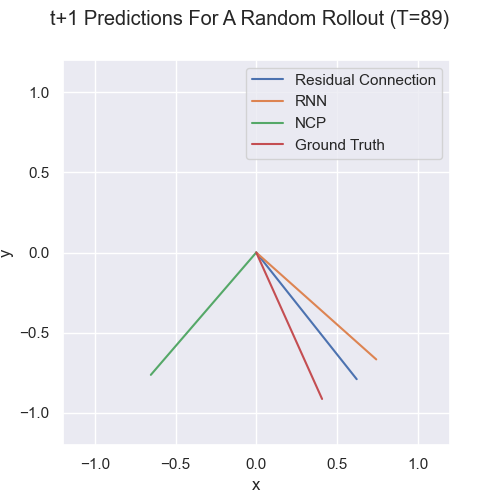 t+1 Predictions For A Random Rollout (T=89)
Residual Connection
RNN
NCP
Ground Truth
1.0
0.5
0.0
−0.5
−1.0
y
−1.0 −0.5 0.0 0.5 1.0
x